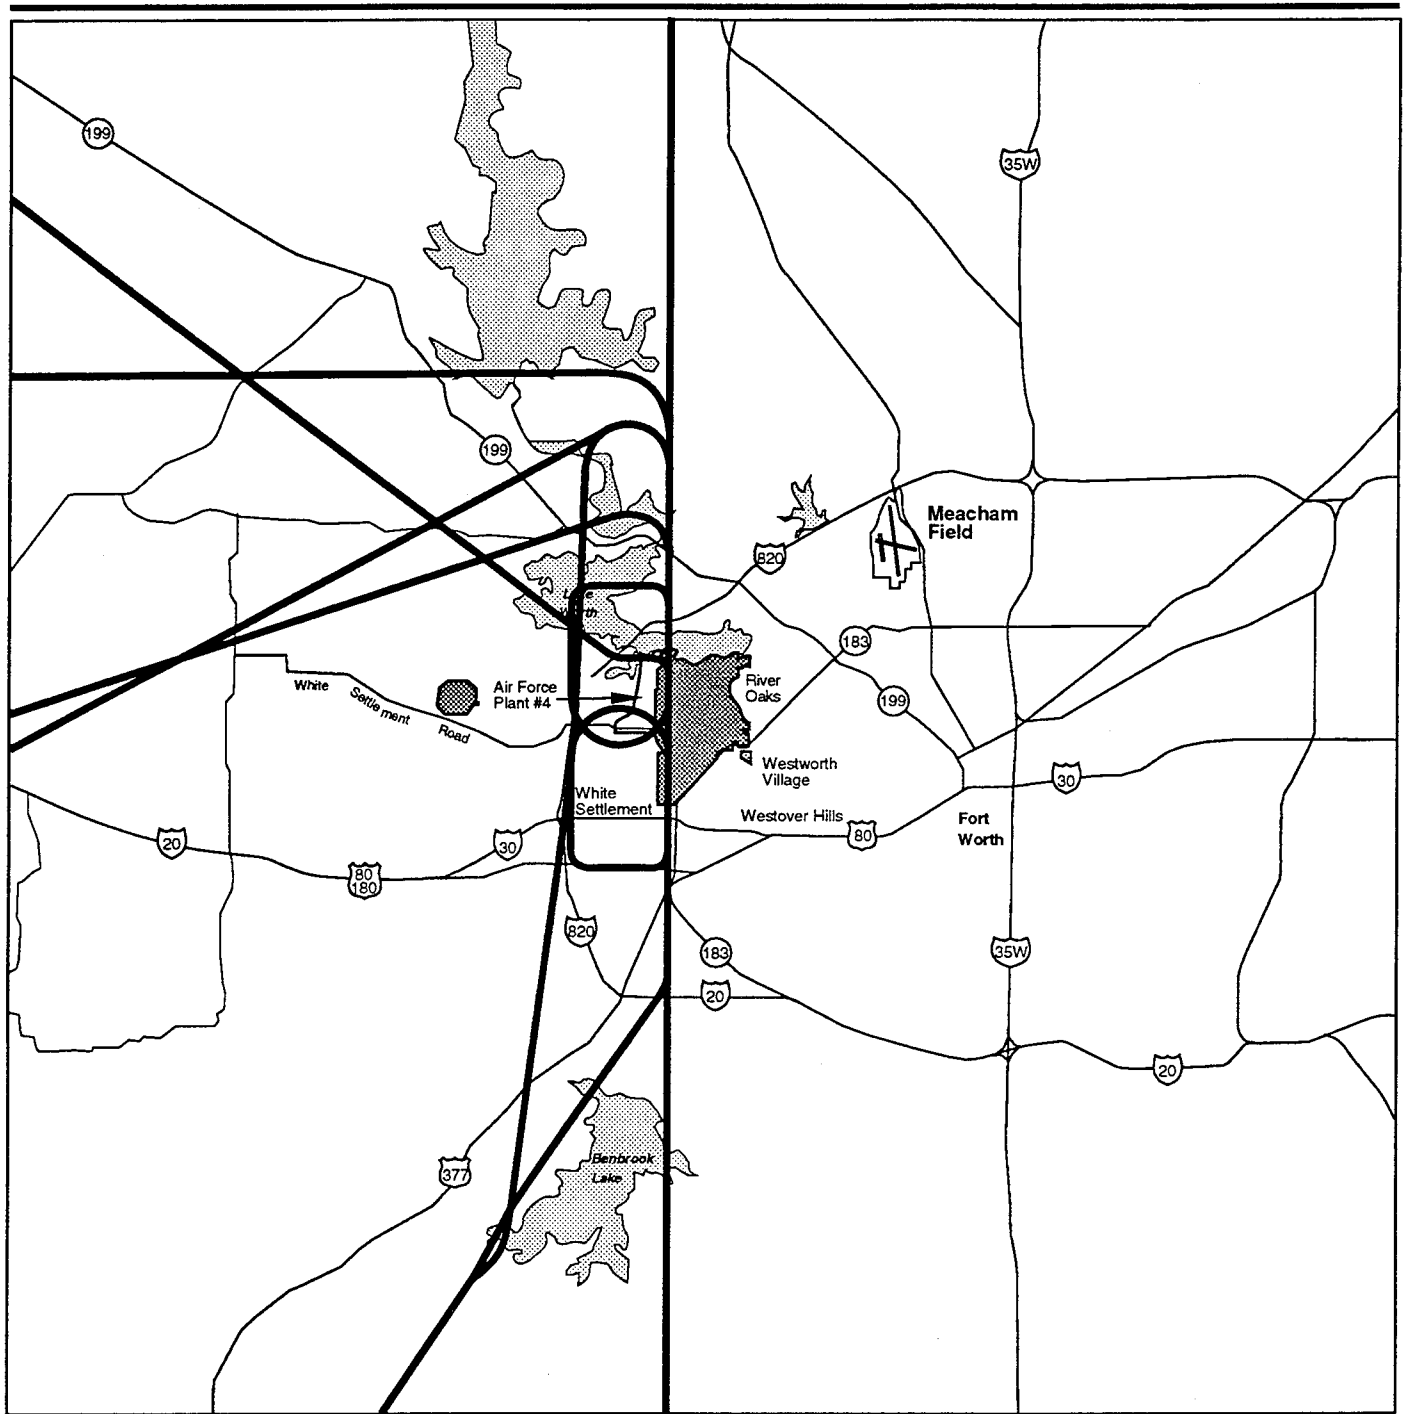 199
35W
199
Meacham
Field
820
Lake
Worth
183
White
Settlement
Road
Air Force
Plant #4
River
Oaks
199
Westworth
Village
30
White
Settlement
Westover Hills
80
Fort
Worth
20
30
80
180
820
183
35W
20
20
377
Benbrook
Lake